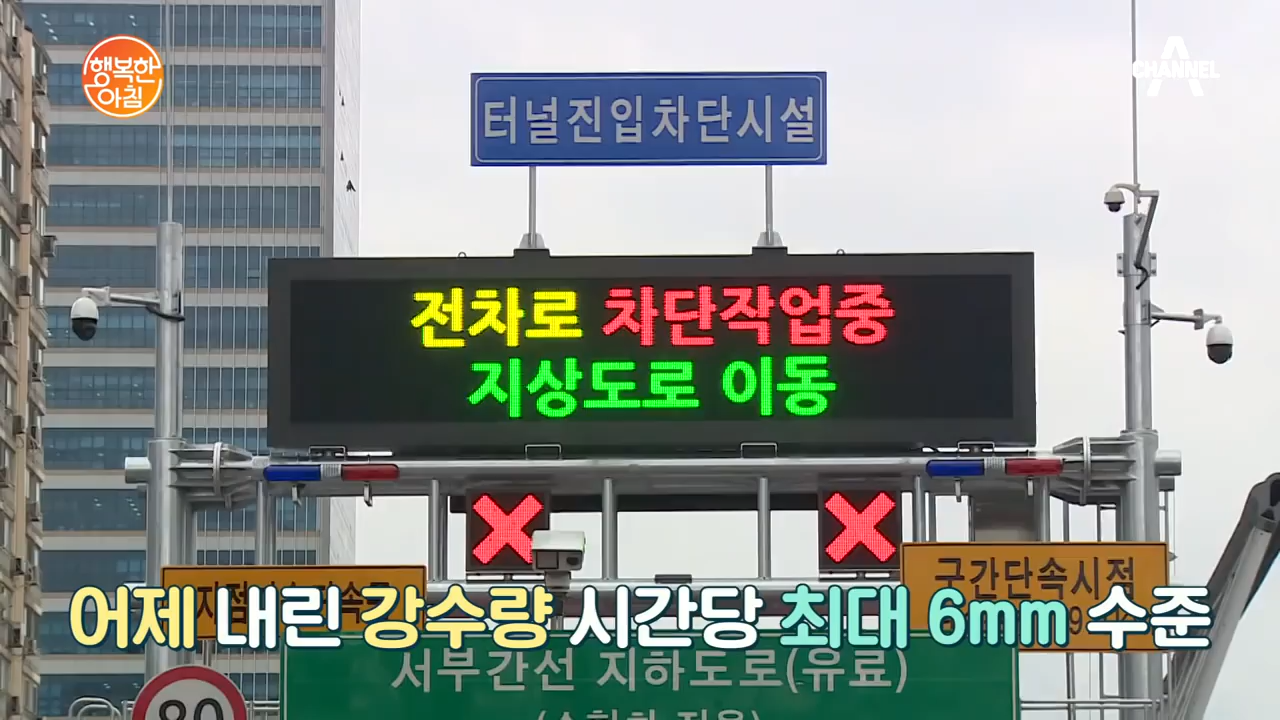 행복한
아침
CHANNEL A
터널진입차단시설
전차로 차단작업중
지상도로 이동
구간단속시점
어제 내린 강수량 시간당 최대 6mm 수준
서부간선 지하도로(유료)
80